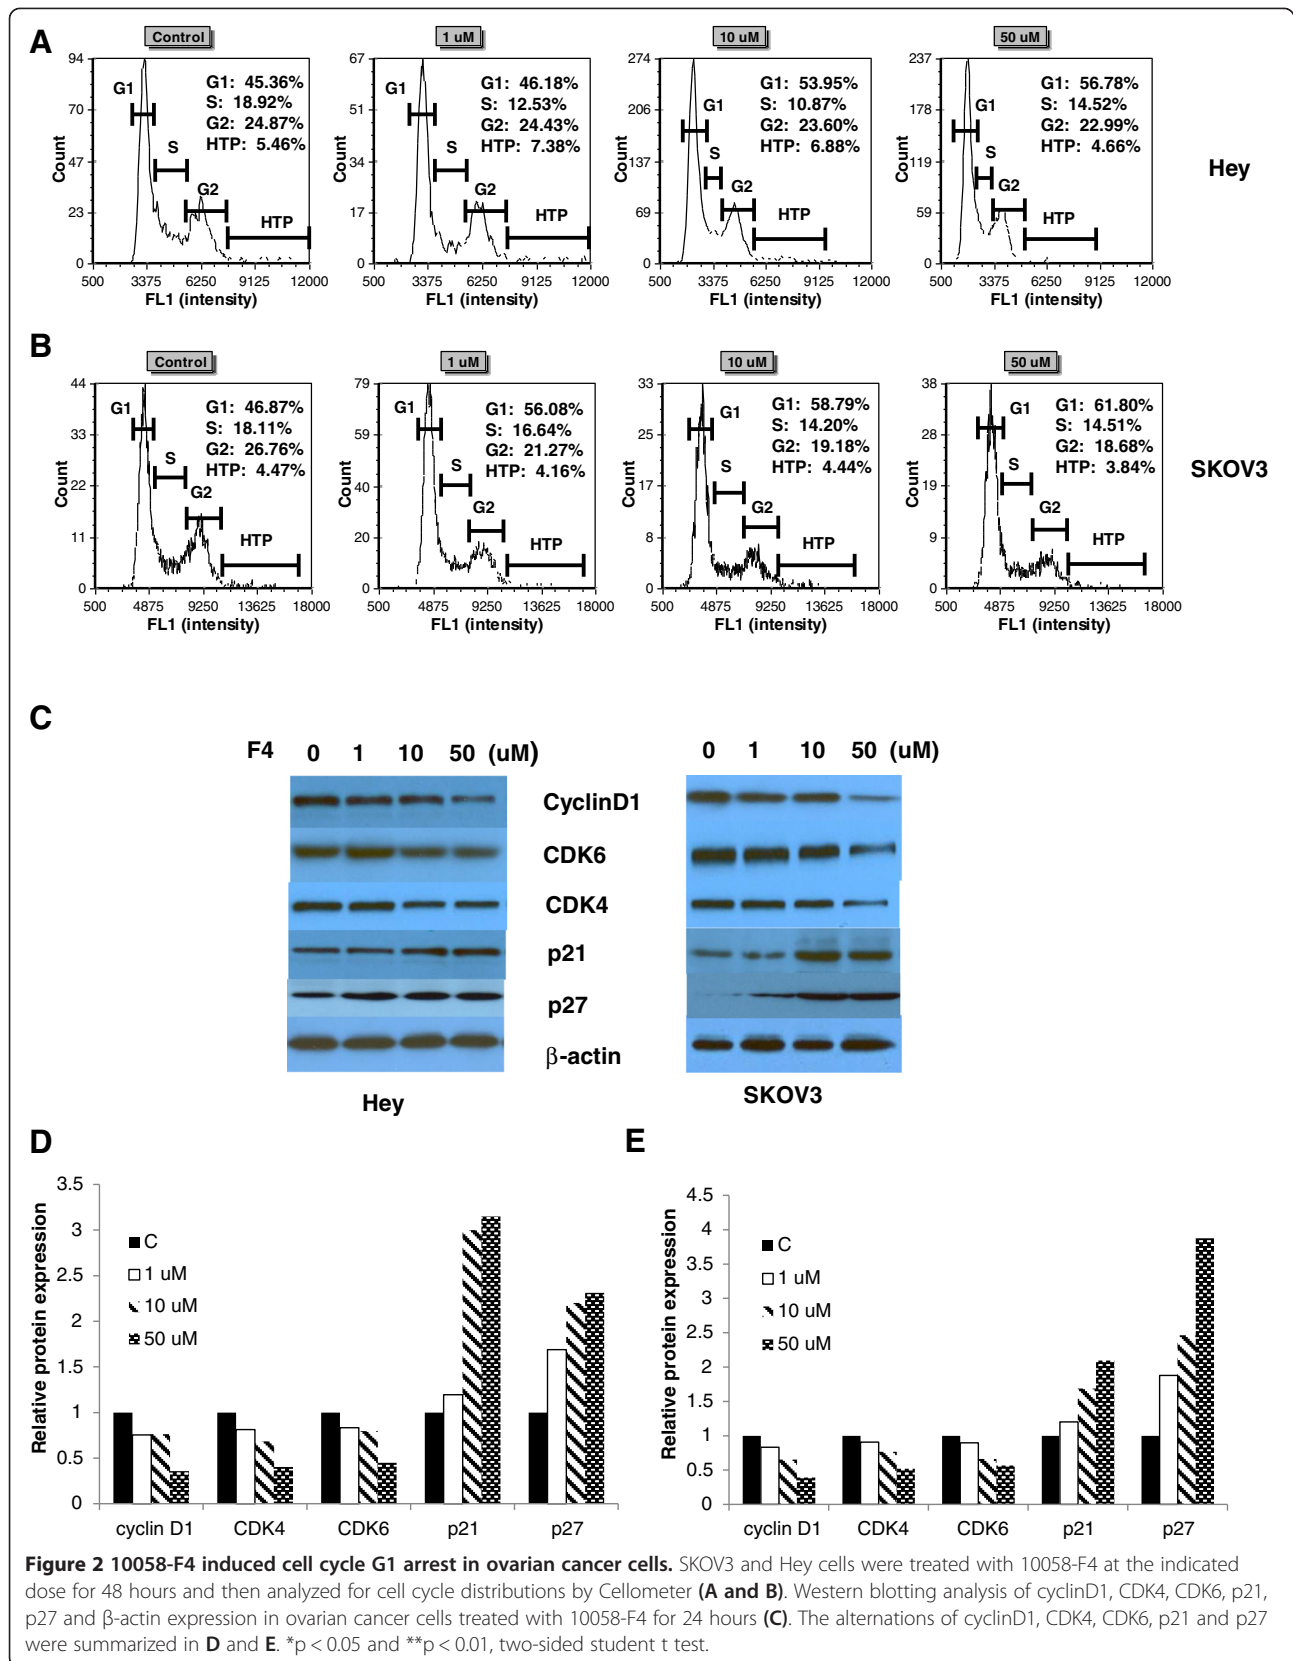 A
Control
1 uM
10 uM
50 uM
94
70
47
23
0
Count
G1
S
G2
HTP
G1: 45.36%
S: 18.92%
G2: 24.87%
HTP: 5.46%
500 3375 6250 9125 12000
FL1 (intensity)
67
51
34
17
0
Count
G1
S
G2
HTP
G1: 46.18%
S: 12.53%
G2: 24.43%
HTP: 7.38%
500 3375 6250 9125 12000
FL1 (intensity)
274
206
137
69
0
Count
G1
S
G2
HTP
G1: 53.95%
S: 10.87%
G2: 23.60%
HTP: 6.88%
500 3375 6250 9125 12000
FL1 (intensity)
237
178
119
59
0
Count
G1
S
G2
HTP
G1: 56.78%
S: 14.52%
G2: 22.99%
HTP: 4.66%
500 3375 6250 9125 12000
FL1 (intensity)
Hey
B
Control
1 uM
10 uM
50 uM
44
33
22
11
0
Count
G1
S
G2
HTP
G1: 46.87%
S: 18.11%
G2: 26.76%
HTP: 4.47%
500 4875 9250 13625 18000
FL1 (intensity)
79
59
40
20
0
Count
G1
S
G2
HTP
G1: 56.08%
S: 16.64%
G2: 21.27%
HTP: 4.16%
500 4875 9250 13625 18000
FL1 (intensity)
33
25
17
8
0
Count
G1
S
G2
HTP
G1: 58.79%
S: 14.20%
G2: 19.18%
HTP: 4.44%
500 4875 9250 13625 18000
FL1 (intensity)
38
28
19
9
0
Count
G1
S
G2
HTP
G1: 61.80%
S: 14.51%
G2: 18.68%
HTP: 3.84%
500 4875 9250 13625 18000
FL1 (intensity)
SKOV3
C
F4 0 1 10 50 (uM)
0 1 10 50 (uM)
CyclinD1
CDK6
CDK4
p21
p27
β-actin
Hey
SKOV3
D
Relative protein expression
3.5
3
2.5
2
1.5
1
0.5
0
C
1 uM
10 uM
50 uM
cyclin D1 CDK4 CDK6 p21 p27
E
Relative protein expression
4.5
4
3.5
3
2.5
2
1.5
1
0.5
0
C
1 uM
10 uM
50 uM
cyclin D1 CDK4 CDK6 p21 p27
Figure 2 10058-F4 induced cell cycle G1 arrest in ovarian cancer cells. SKOV3 and Hey cells were treated with 10058-F4 at the indicated
dose for 48 hours and then analyzed for cell cycle distributions by Cellometer (A and B). Western blotting analysis of cyclinD1, CDK4, CDK6, p21,
p27 and β-actin expression in ovarian cancer cells treated with 10058-F4 for 24 hours (C). The alternations of cyclinD1, CDK4, CDK6, p21 and p27
were summarized in D and E. *p < 0.05 and **p < 0.01, two-sided student t test.